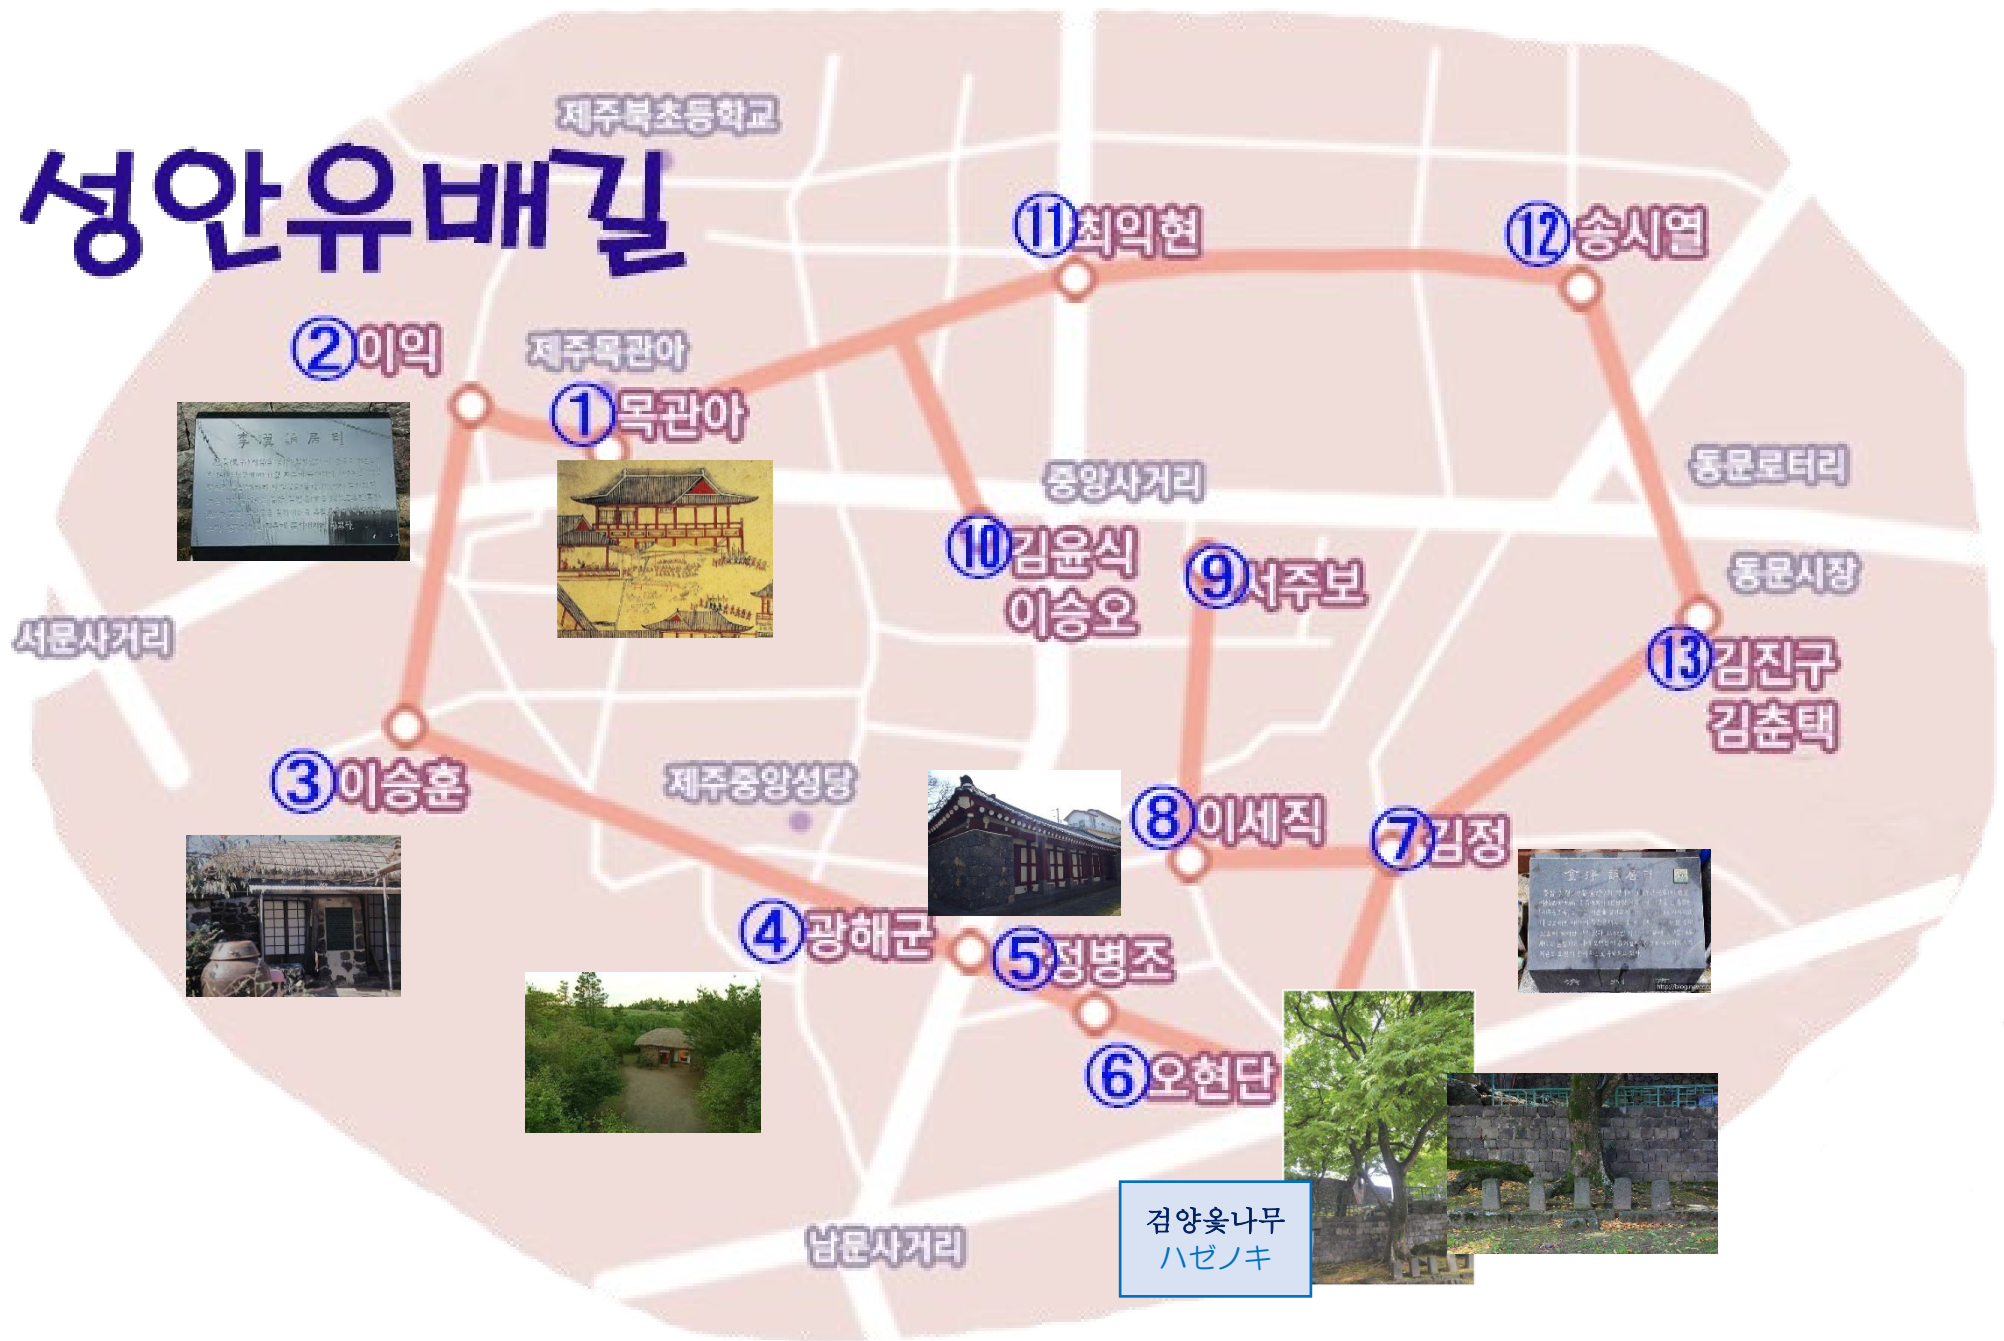 제주북초등학교
성안유배길
⑪최익현
⑫송시열
②이익
제주목관아
①목관아
중앙사거리
동문로터리
⑩김윤식
이승오
⑨서주보
동문시장
서문사거리
⑬김진구
김춘택
③이승훈
제주중앙성당
⑧이세직
⑦김정
④광해군
⑤정병조
⑥오현단
검양옻나무
ハゼノキ
남문사거리